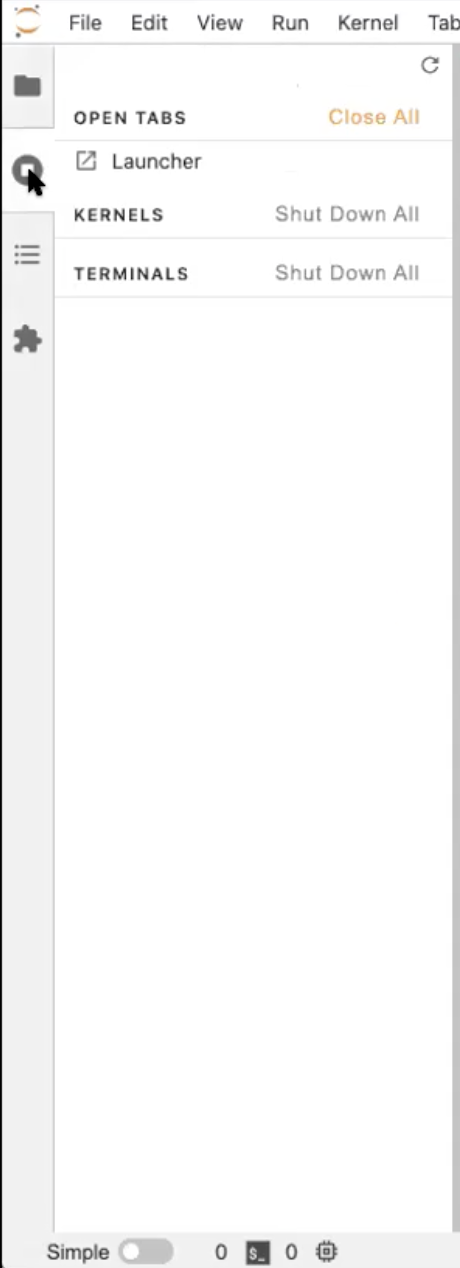 File Edit View Run Kernel Tab
OPEN TABS Close All
Launcher
KERNELS Shut Down All
TERMINALS Shut Down All
Simple 0 $_ 0